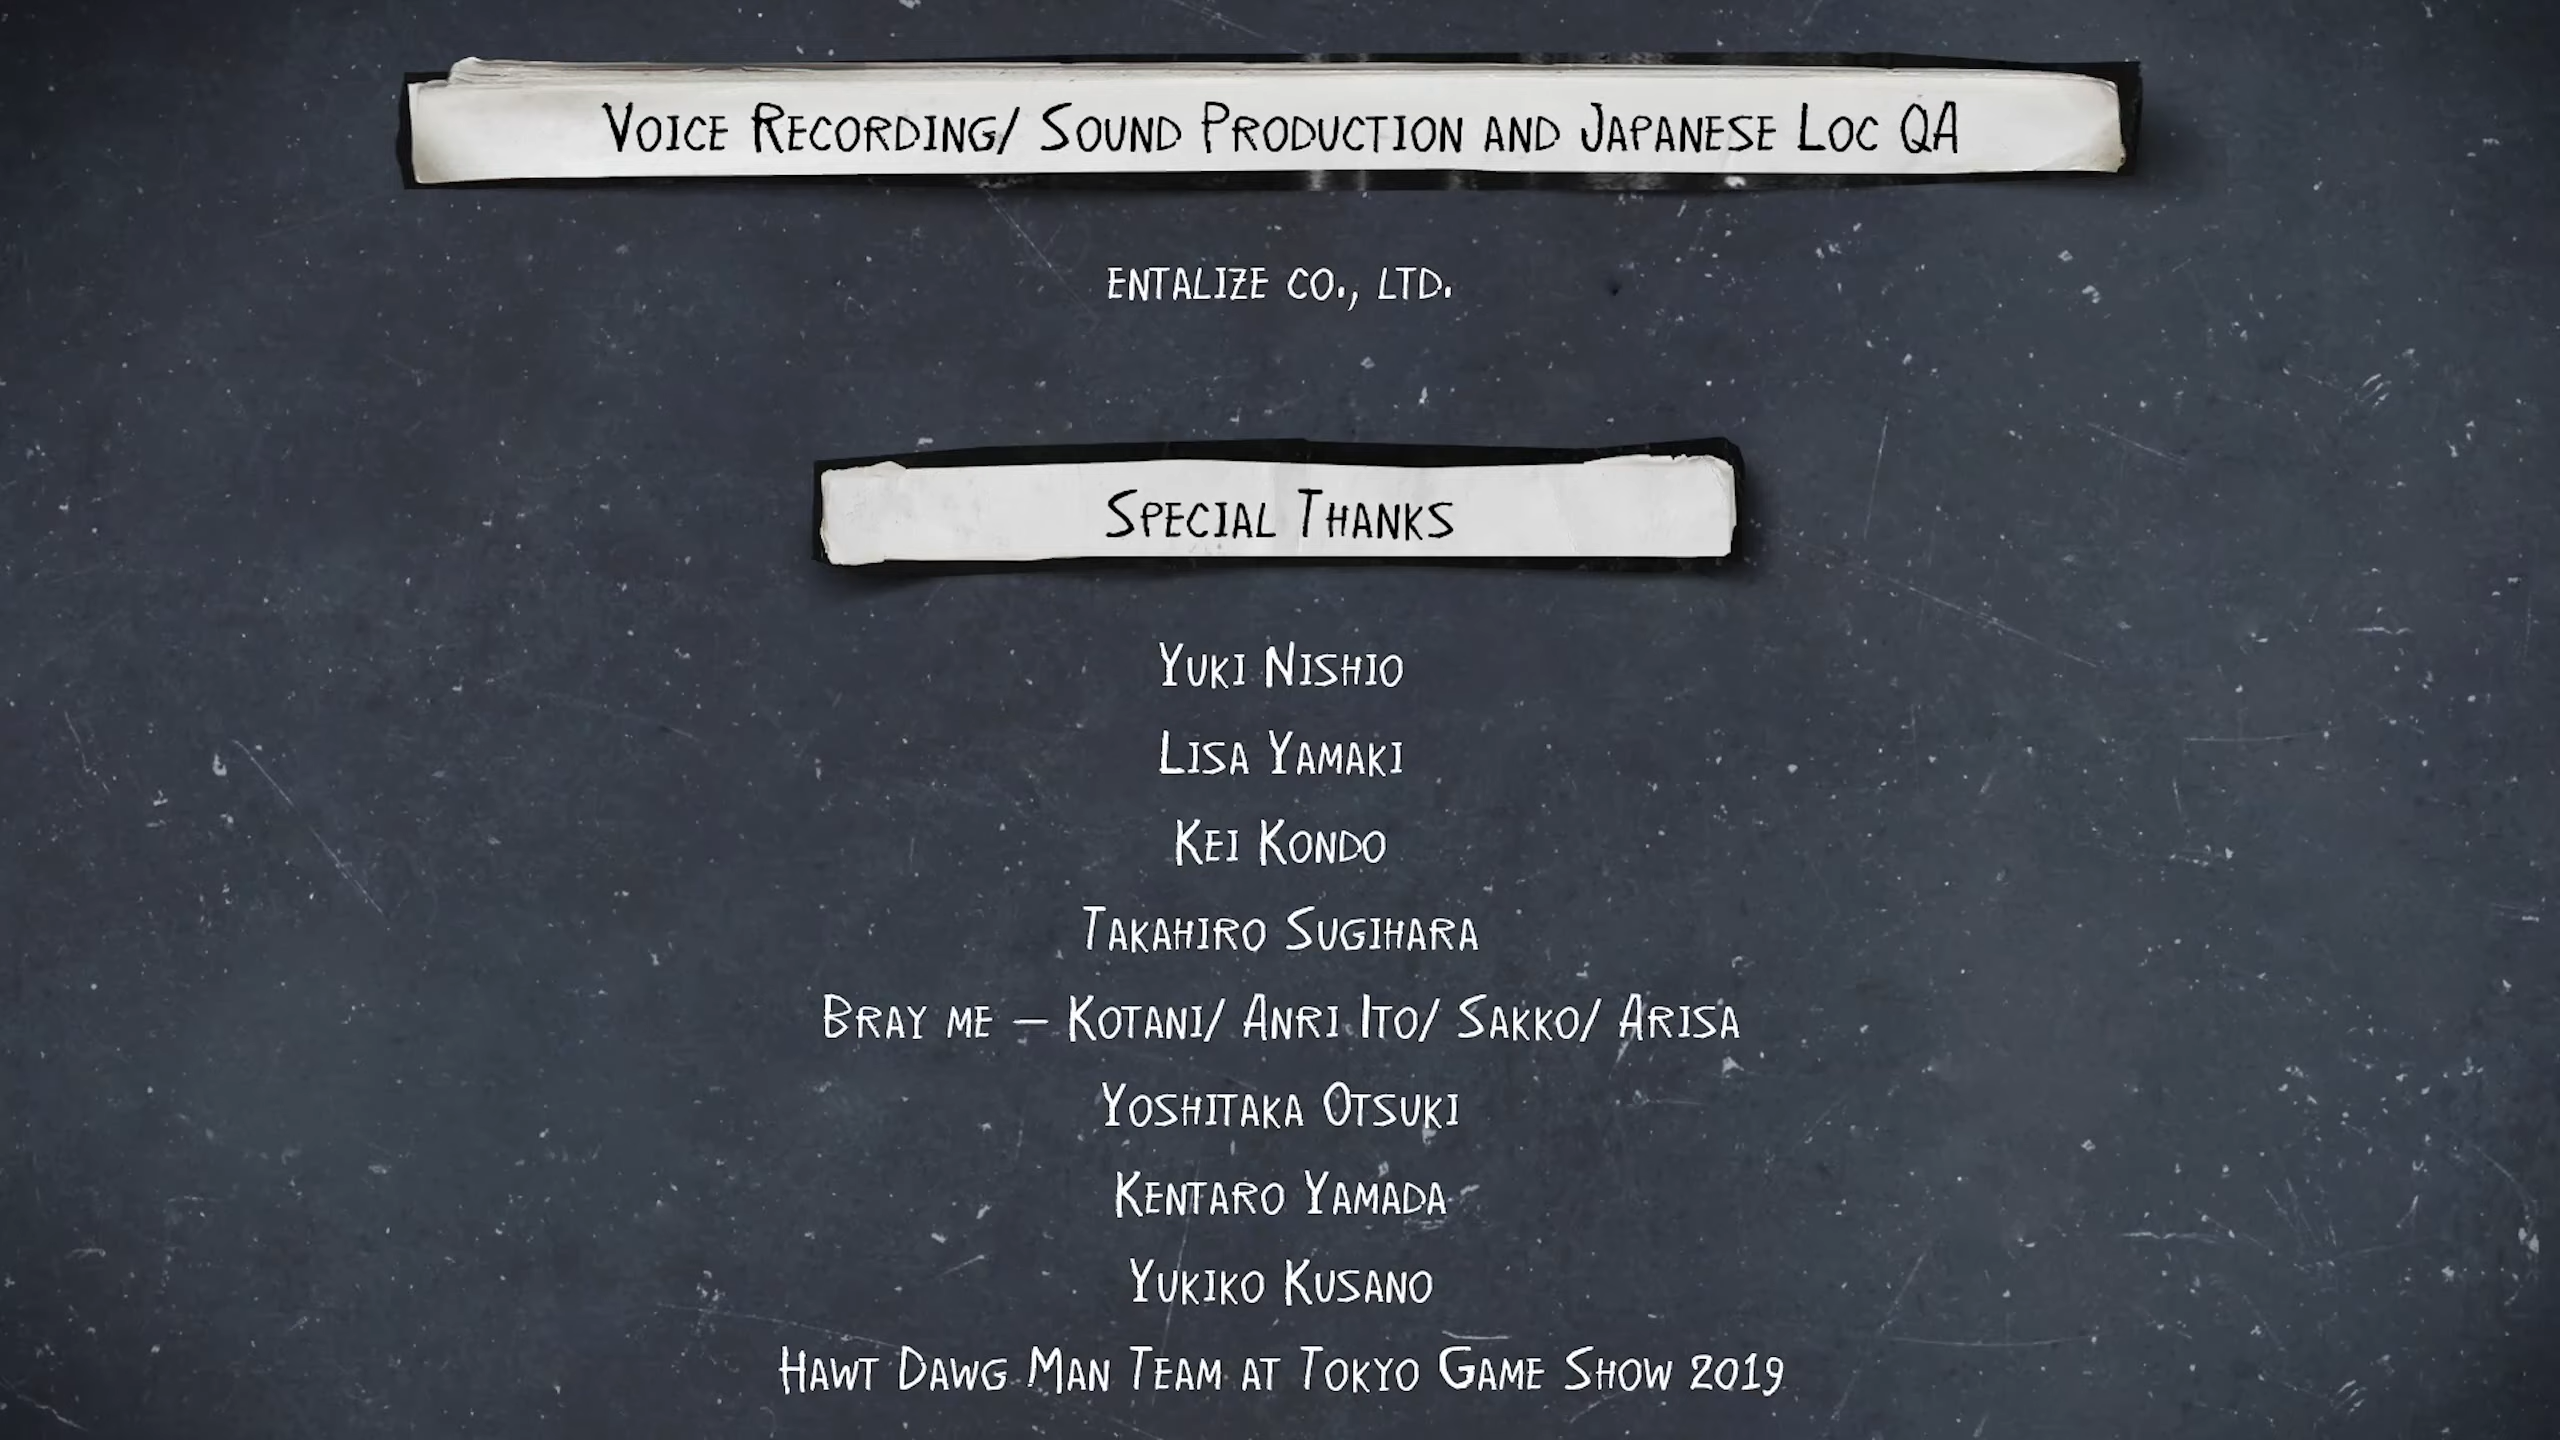 Voice Recording/ Sound Production and Japanese Loc QA
ENTALIZE CO., LTD.
Special Thanks
Yuki Nishio
Lisa Yamaki
Kei Kondo
Takahiro Sugihara
Bray me – Kotani/ Anri Ito/ Sakko/ Arisa
Yoshitaka Otsuki
Kentaro Yamada
Yukiko Kusano
Hawt Dawg Man Team at Tokyo Game Show 2019